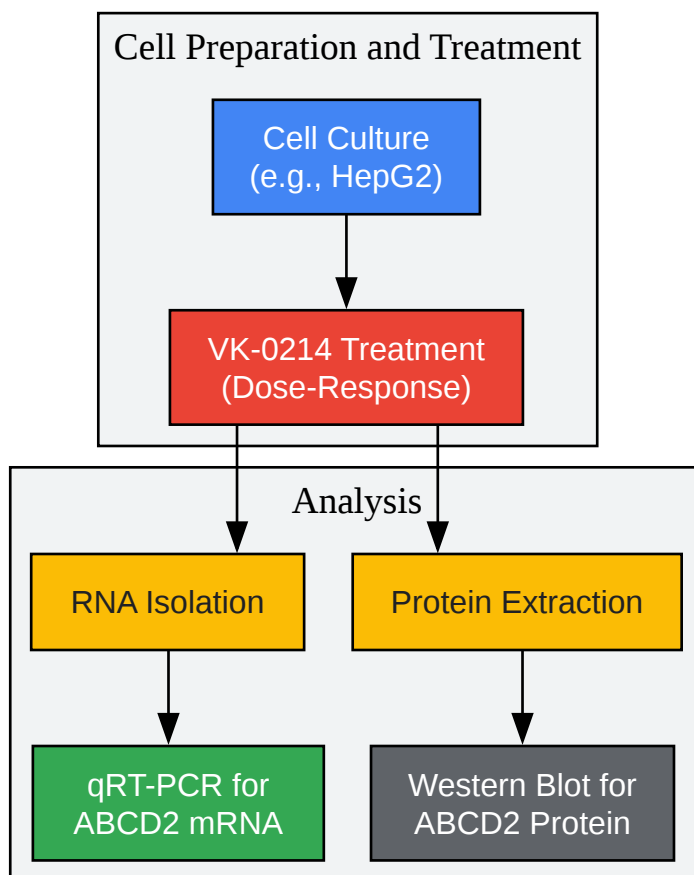 Cell Preparation and Treatment
Cell Culture
(e.g., HepG2)
VK-0214 Treatment
(Dose-Response)
Analysis
RNA Isolation
Protein Extraction
qRT-PCR for
ABCD2 mRNA
Western Blot for
ABCD2 Protein